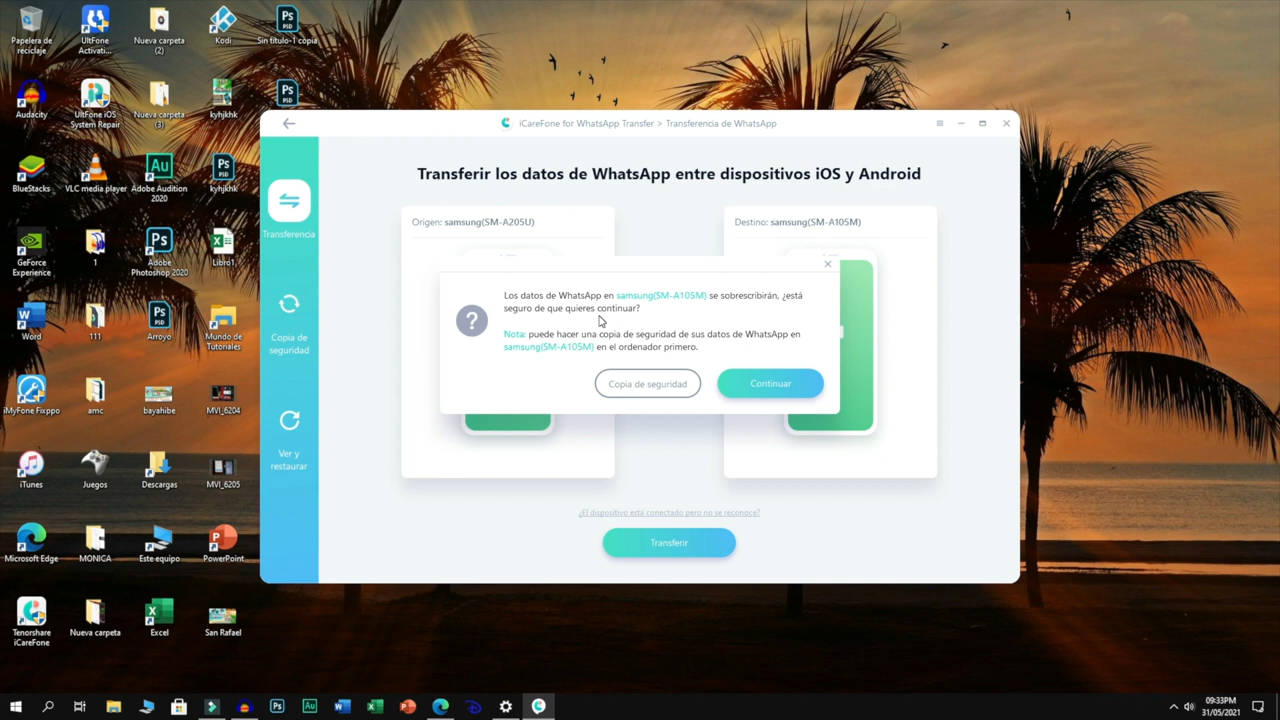 Papelera de
reciclaje
UltFone
Activati...
Nueva carpeta
(2)
Kodi
Sin título-1 copia
Audacity
UltFone iOS
System Repair
Nueva carpeta
(3)
kyhjkhk
BlueStacks
VLC media player
Adobe Audition
2020
kyhjkhk
GeForce
Experience
1
Adobe
Photoshop 2020
Libro1
Word
111
Arroyo
Mundo de
Tutoriales
iMyFone Fixppo
amc
bayahibe
MVI_6204
iTunes
Juegos
Descargas
MVI_6205
Microsoft Edge
MONICA
Este equipo
PowerPoint
Tenorshare
iCareFone
Nueva carpeta
Excel
San Rafael
iCareFone for WhatsApp Transfer > Transferencia de WhatsApp
Transferencia
Copia de
seguridad
Ver y
restaurar
Transferir los datos de WhatsApp entre dispositivos iOS y Android
Origen: samsung(SM-A205U)
Destino: samsung(SM-A105M)
Los datos de WhatsApp en samsung(SM-A105M) se sobrescribirán, ¿está
seguro de que quieres continuar?
Nota: puede hacer una copia de seguridad de sus datos de WhatsApp en
samsung(SM-A105M) en el ordenador primero.
Copia de seguridad
Continuar
¿El dispositivo está conectado pero no se reconoce?
Transferir
09:33PM
31/05/2021